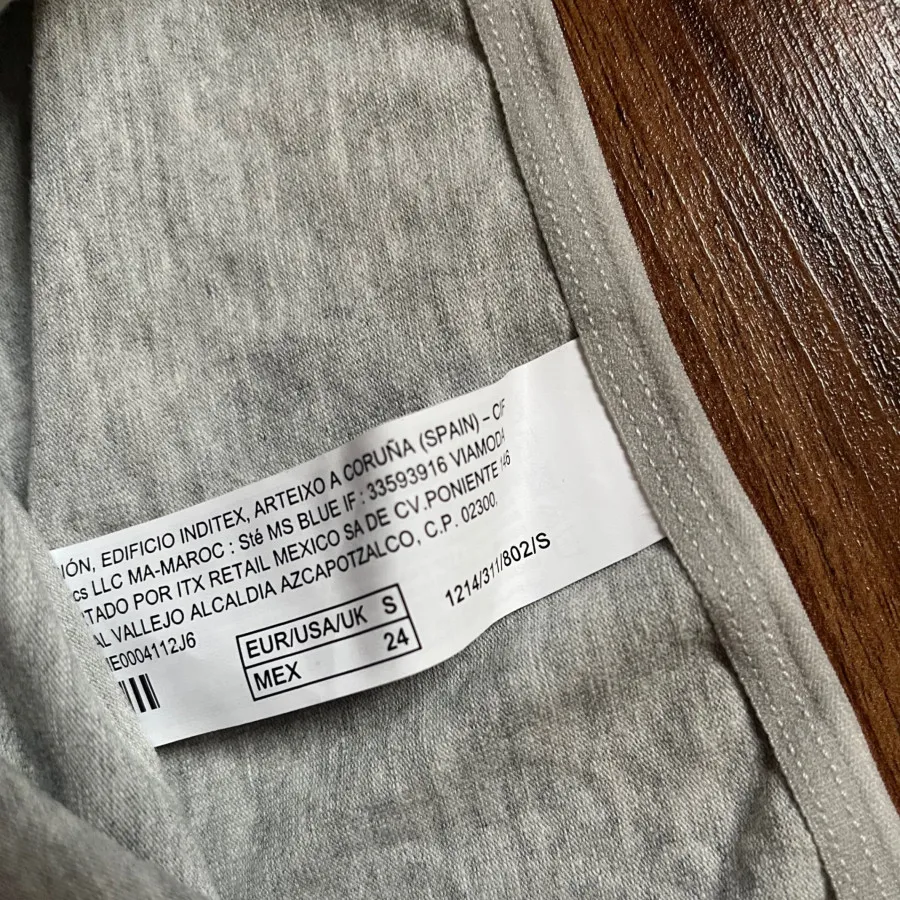 IÓN, EDIFICIO INDITEX, ARTEIXO A CORUÑA (SPAIN) –
cs LLC MA-MAROC : Sté MS BLUE IF : 33593916 VIAMODA
TADO POR ITX RETAIL MEXICO SA DE CV.PONIENTE 146
AL VALLEJO ALCALDIA AZCAPOTZALCO, C.P. 02300.
E0004112J6
EUR/USA/UK S
MEX 24
1214/311/802/S